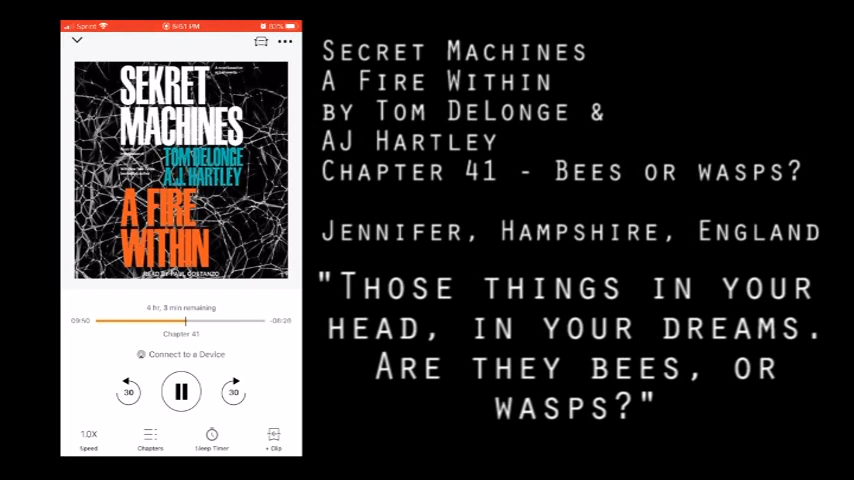 Sprint 5:51 PM 82%
SEKRET
MACHINES
TOM DELONGE
A.J. HARTLEY
A FIRE
WITHIN
READ BY PAUL COSTANZO
4 hr, 3 min remaining
09:50 -08:26
Chapter 41
Connect to a Device
30 30
1.0X
Speed Chapters Sleep Timer + Clip
Secret Machines
A Fire Within
by Tom DeLonge &
AJ Hartley
Chapter 41 - Bees or wasps?
Jennifer, Hampshire, England
"Those things in your
head, in your dreams.
Are they bees, or
wasps?"